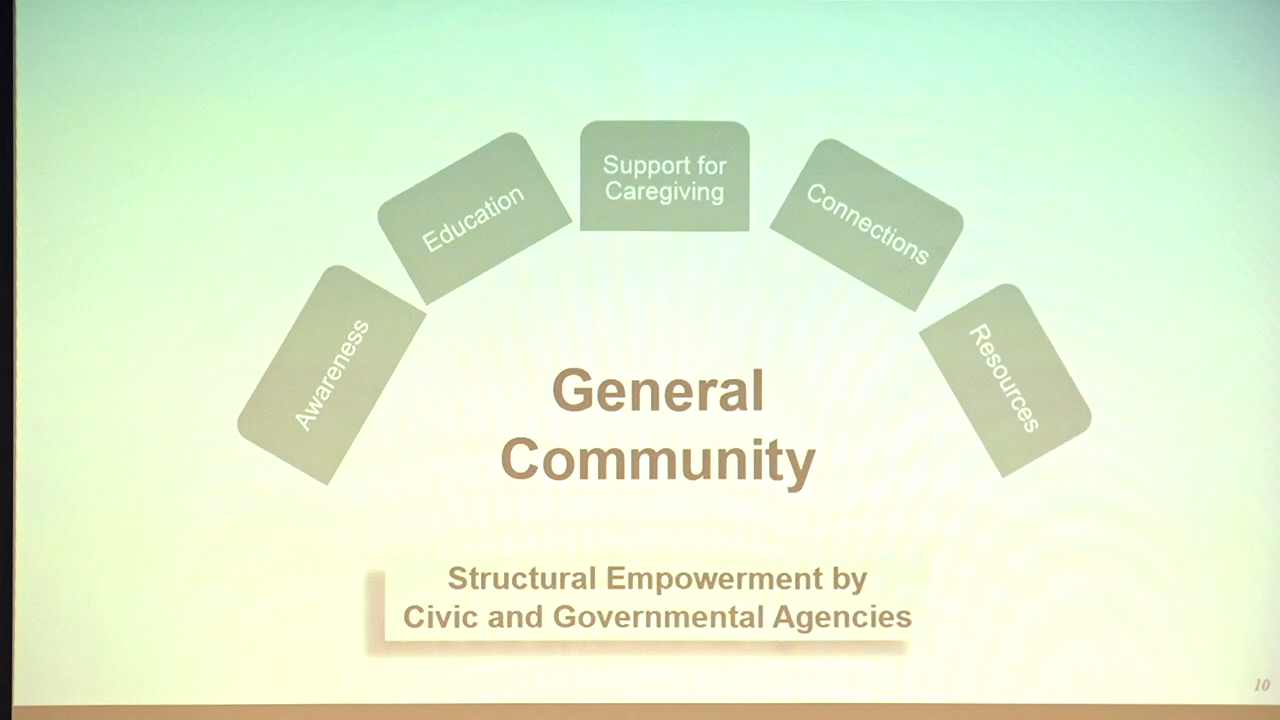 Awareness
Education
Support for
Caregiving
Connections
Resources
General
Community
Structural Empowerment by
Civic and Governmental Agencies
10